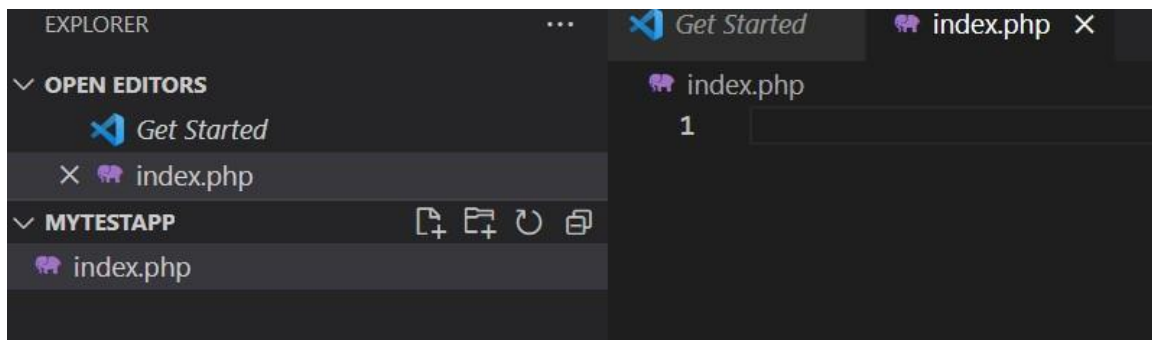 EXPLORER
OPEN EDITORS
Get Started
index.php
MYTESTAPP
index.php
Get Started
index.php
index.php
1